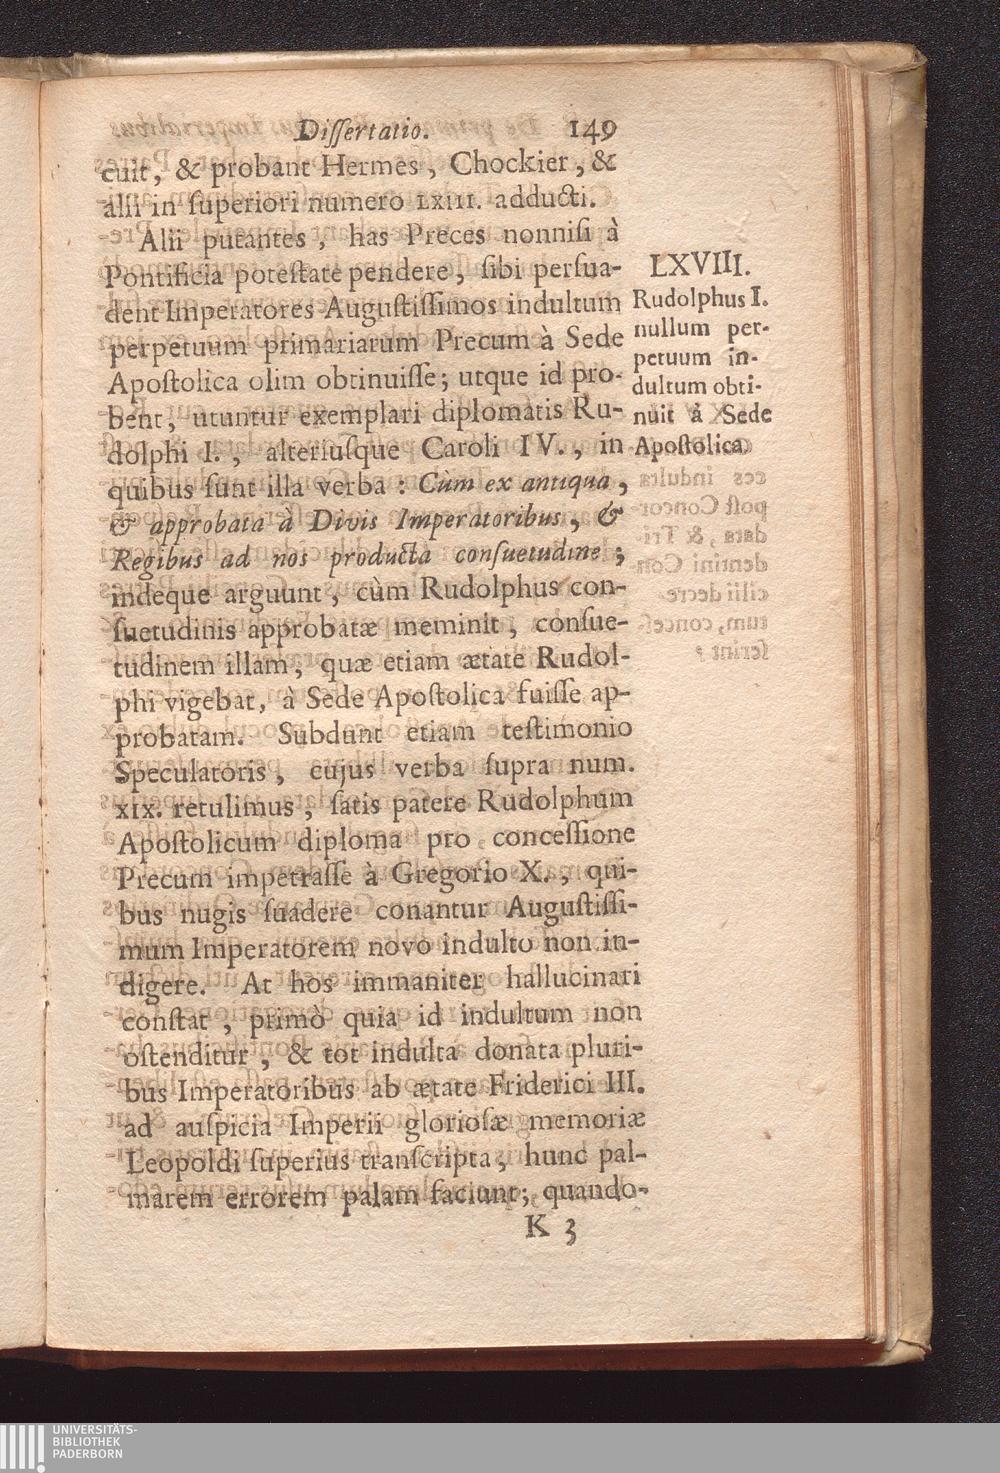 Dissertatio. 149
cuit, & probant Hermes, Chockier, &
alii in superiori numero LXIII. adducti.
Alii putantes, has Preces nonnisi à
Pontificia potestate pendere, sibi persua-
dent Imperatores Augustissimos indultum
perpetuum primariarum Precum à Sede
Apostolica olim obtinuisse; utque id pro-
bent, utuntur exemplari diplomatis Ru-
dolphi I., alteriusque Caroli IV., in
quibus sunt illa verba: Cùm ex antiqua,
& approbata à Divis Imperatoribus, &
Regibus ad nos producta consuetudine;
indeque arguunt, cùm Rudolphus con-
suetudinis approbatæ meminit, consue-
tudinem illam, quæ etiam ætate Rudol-
phi vigebat, à Sede Apostolica fuisse ap-
probatam. Subdunt etiam testimonio
Speculatoris, cujus verba supra num.
XIX. retulimus, satis patere Rudolphum
Apostolicum diploma pro concessione
Precum impetrasse à Gregorio X., qui-
bus nugis suadere conantur Augustissi-
mum Imperatorem novo indulto non in-
digere. At hos immaniter hallucinari
constat, primò quia id indultum non
ostenditur, & tot indulta donata pluri-
bus Imperatoribus ab ætate Friderici III.
ad auspicia Imperii gloriosæ memoriæ
Leopoldi superius transcripta, hunc pal-
marem errorem palam faciunt; quando-
K 3
LXVIII.
Rudolphus I.
nullum per-
petuum in-
dultum obti-
nuit à Sede
Apostolica.
UNIVERSITÄTS-
BIBLIOTHEK
PADERBORN